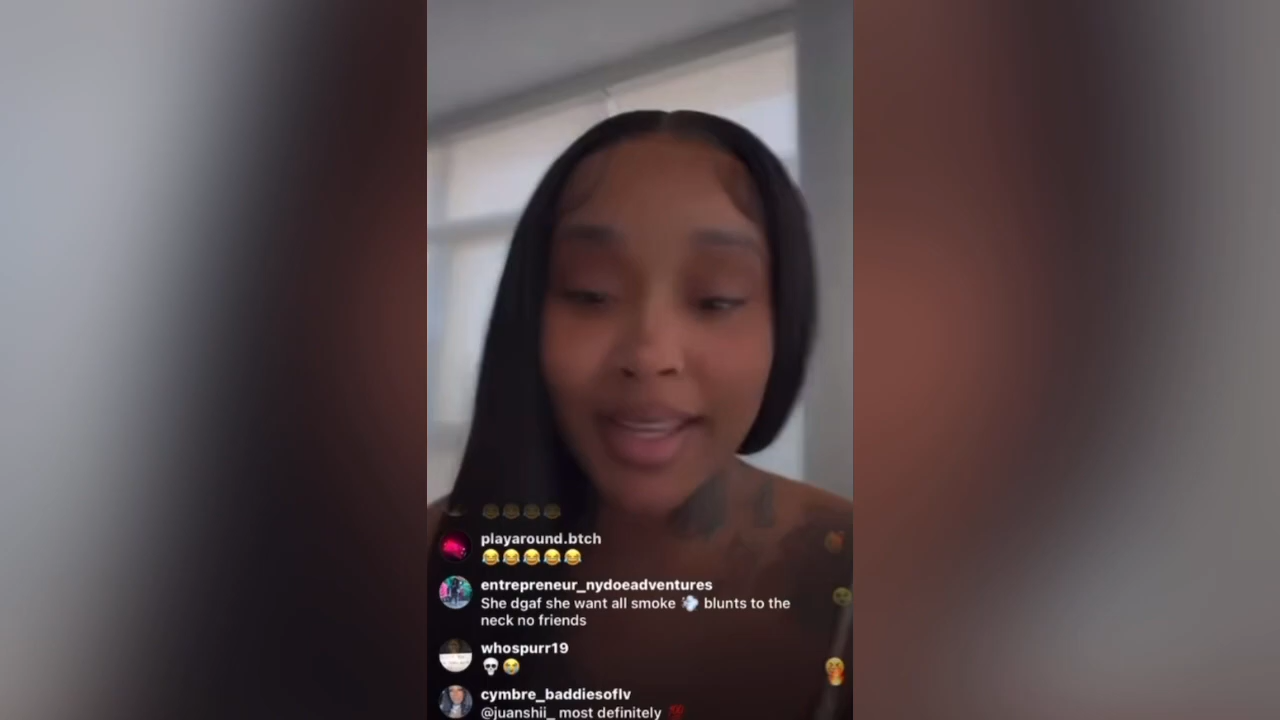 😂😂😂😂
playaround.btch
😂😂😂😂😂
entrepreneur_nydoeadventures
She dgaf she want all smoke 💨 blunts to the
neck no friends
whospurr19
💀😭
cymbre_baddiesoflv
@juanshii_ most definitely 💯